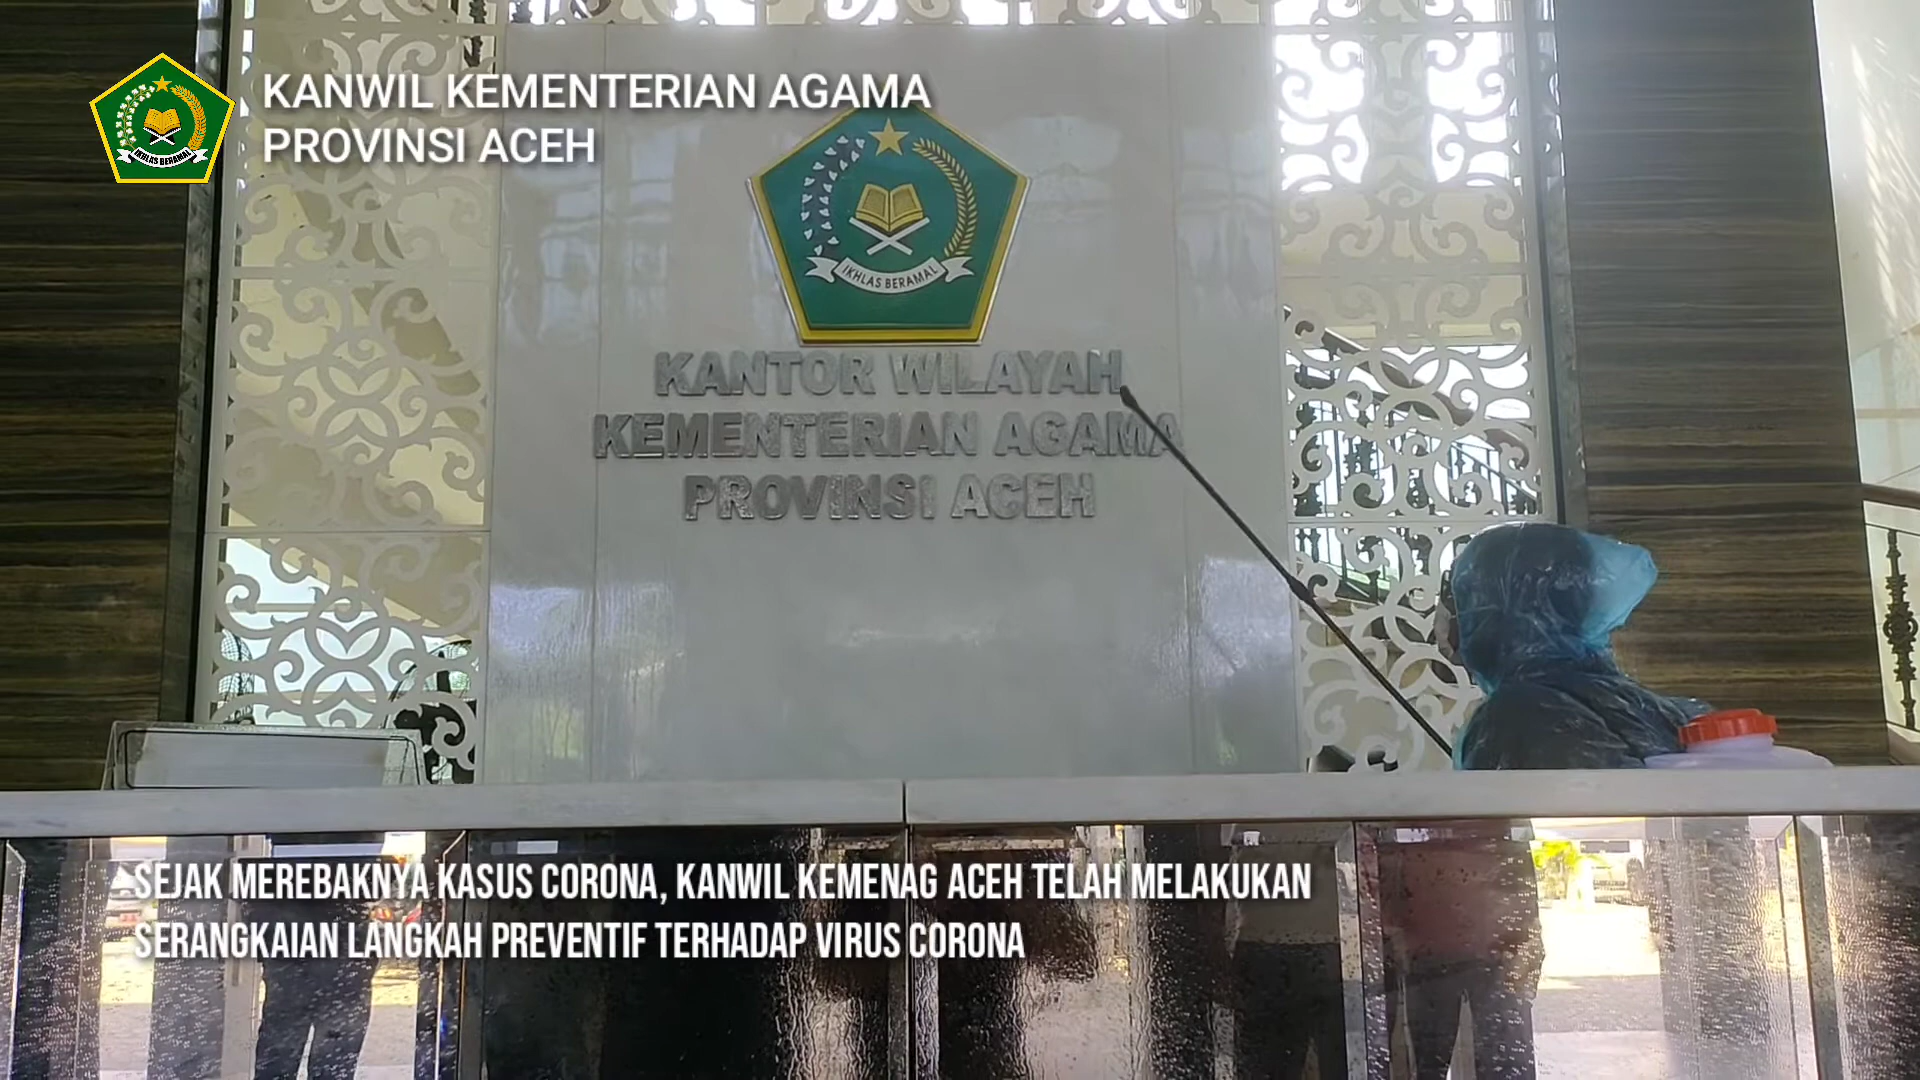 KANWIL KEMENTERIAN AGAMA
PROVINSI ACEH
IKHLAS BERAMAL
IKHLAS BERAMAL
KANTOR WILAYAH
KEMENTERIAN AGAMA
PROVINSI ACEH
SEJAK MEREBAKNYA KASUS CORONA, KANWIL KEMENAG ACEH TELAH MELAKUKAN
SERANGKAIAN LANGKAH PREVENTIF TERHADAP VIRUS CORONA